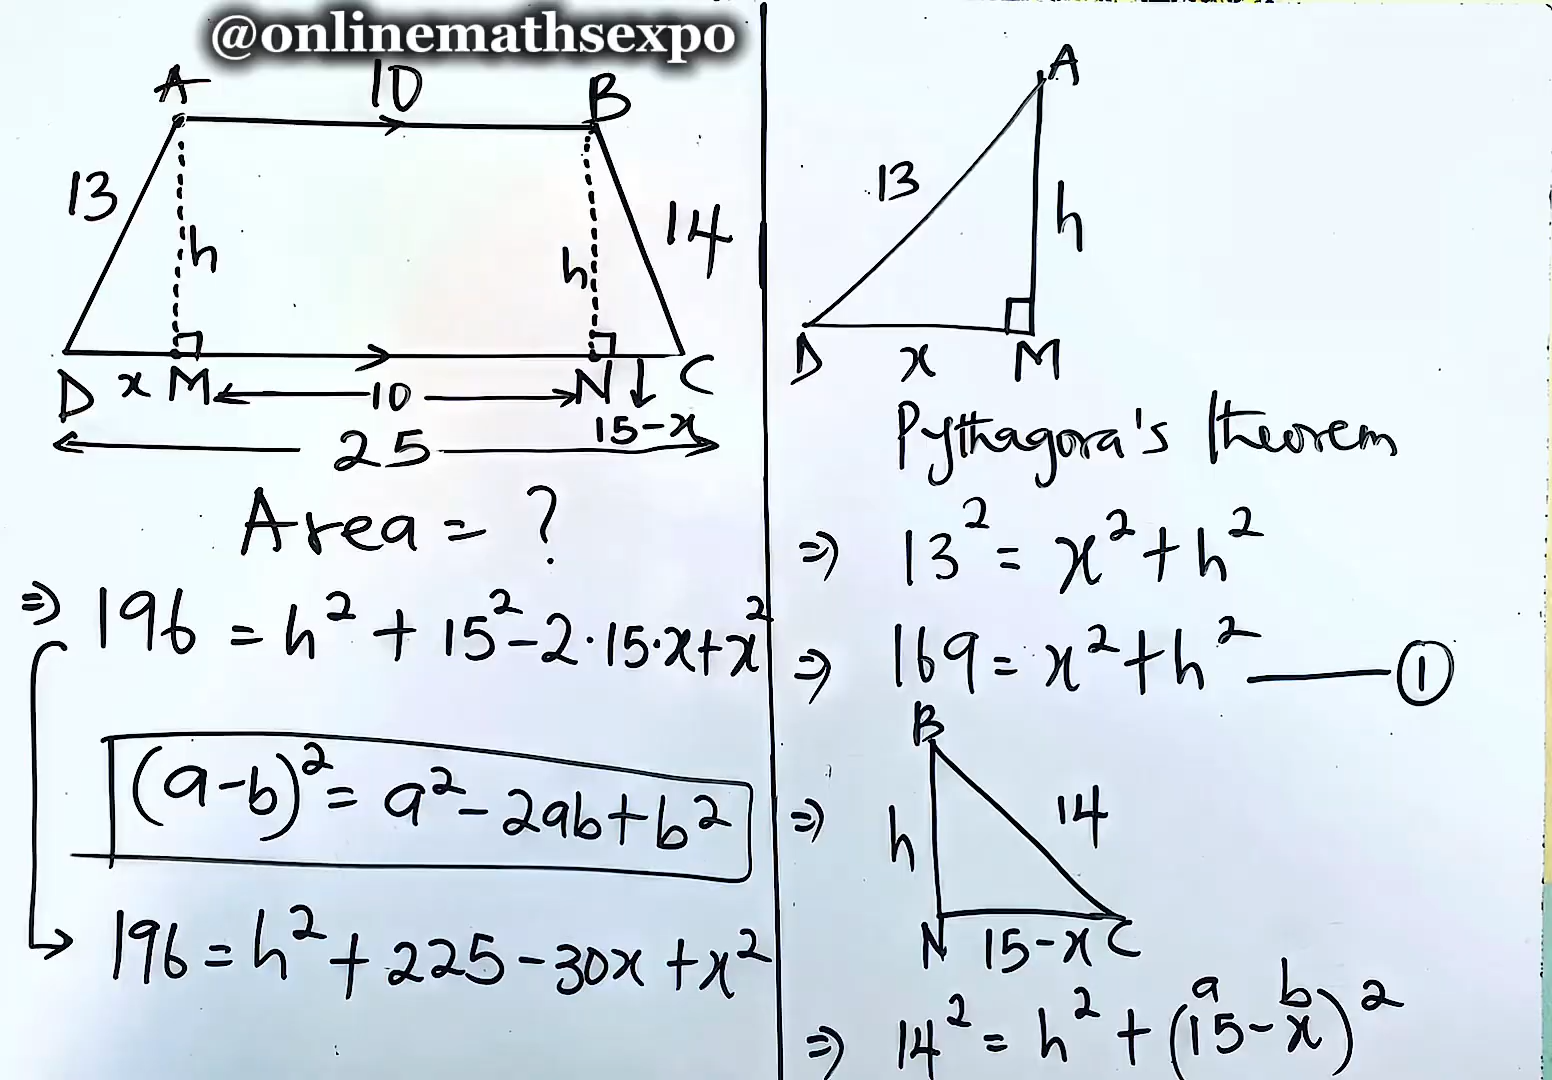 @onlinemathsexpo
A 10 B
13 h h 14
D x M 10 N C
15-x
25
Area = ?
⇒ 196 = h² + 15² - 2·15·x + x²
(a-b)² = a² - 2ab + b²
→ 196 = h² + 225 - 30x + x²
A
13 h
D x M
Pythagora's theorem
⇒ 13² = x² + h²
⇒ 169 = x² + h² ——— ①
B
⇒ h 14
N 15-x C
a b
⇒ 14² = h² + (15-x)²